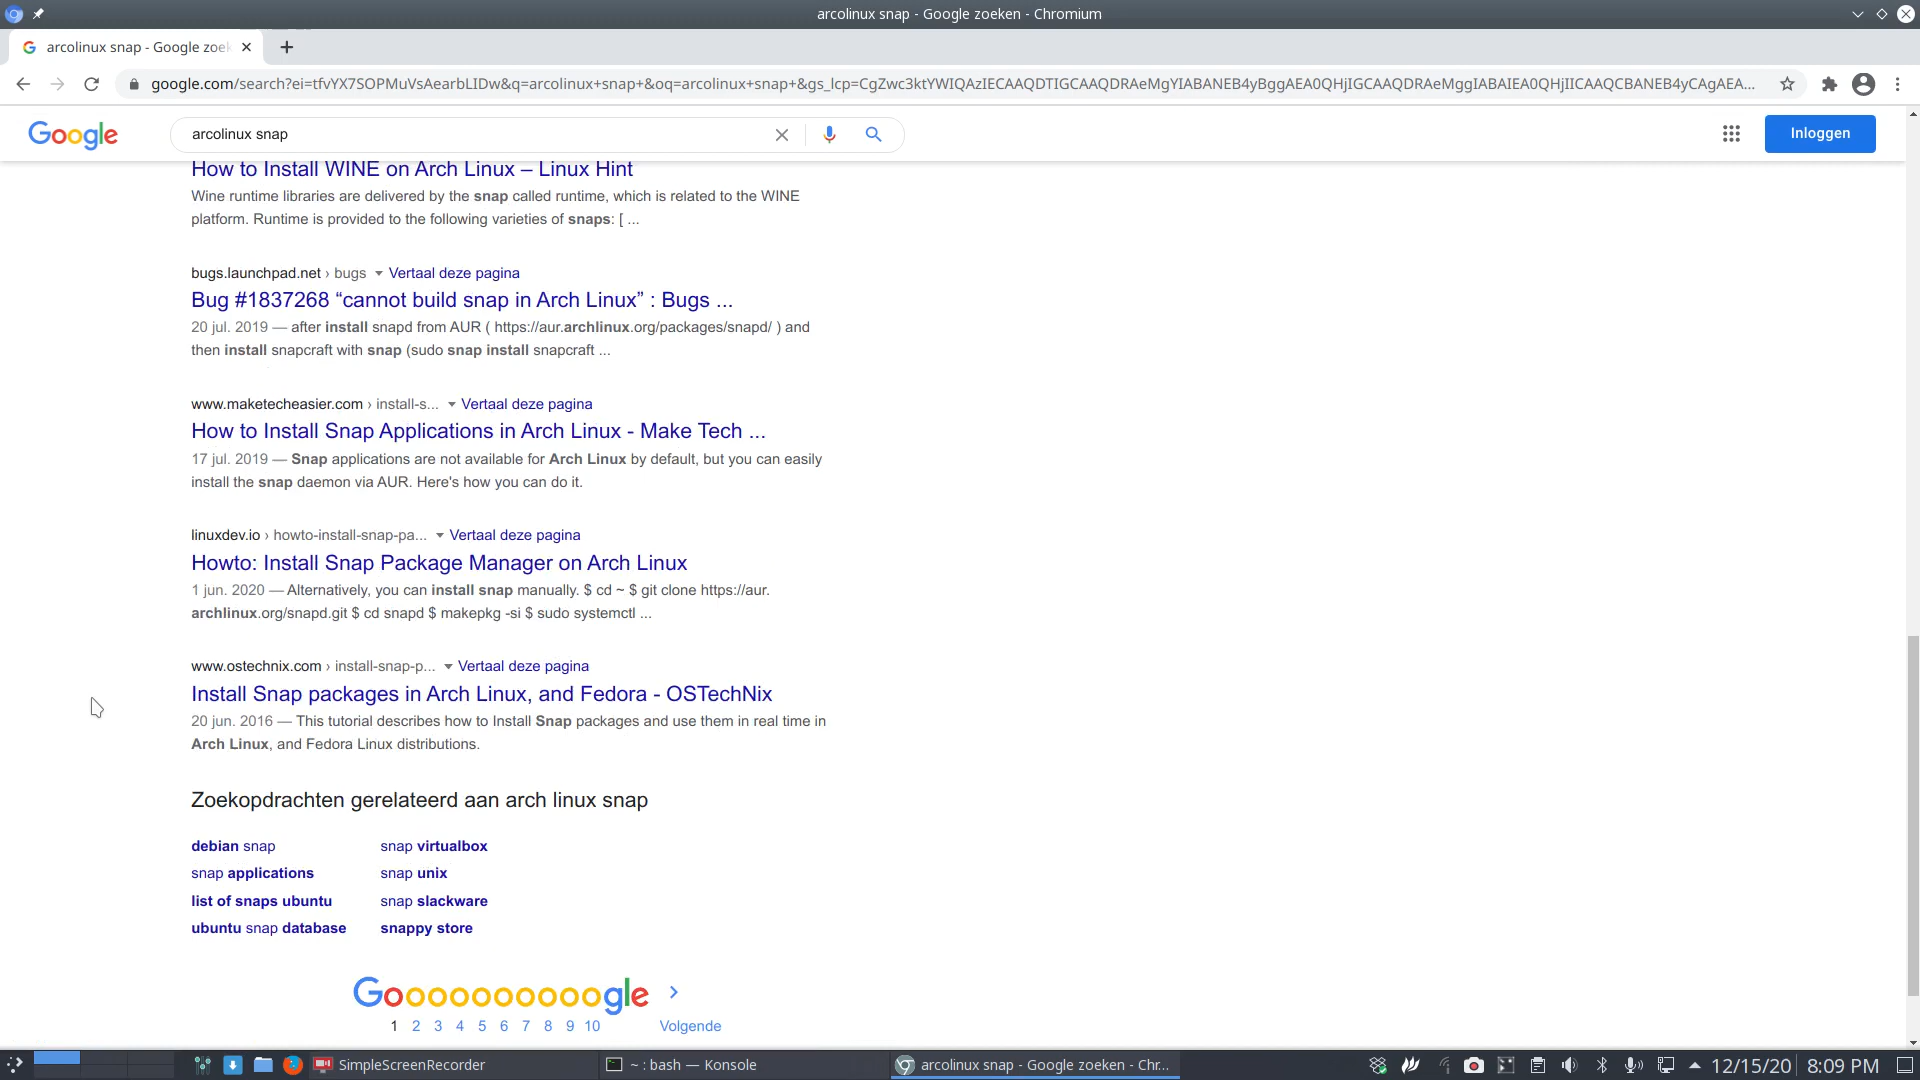 arcolinux snap - Google zoeken - Chromium
arcolinux snap - Google zoek
google.com/search?ei=tfvYX7SOPMuVsAearbLIDw&q=arcolinux+snap+&oq=arcolinux+snap+&gs_lcp=CgZwc3ktYWIQAzIECAAQDTIGCAAQDRAeMgYIABANEB4yBggAEA0QHjIGCAAQDRAeMggIABAIEA0QHjIICAAQCBANEB4yCAgAEA...
Google
arcolinux snap
Inloggen
How to Install WINE on Arch Linux – Linux Hint
Wine runtime libraries are delivered by the snap called runtime, which is related to the WINE
platform. Runtime is provided to the following varieties of snaps: [ ...
bugs.launchpad.net › bugs Vertaal deze pagina
Bug #1837268 “cannot build snap in Arch Linux” : Bugs ...
20 jul. 2019 — after install snapd from AUR ( https://aur.archlinux.org/packages/snapd/ ) and
then install snapcraft with snap (sudo snap install snapcraft ...
www.maketecheasier.com › install-s... Vertaal deze pagina
How to Install Snap Applications in Arch Linux - Make Tech ...
17 jul. 2019 — Snap applications are not available for Arch Linux by default, but you can easily
install the snap daemon via AUR. Here's how you can do it.
linuxdev.io › howto-install-snap-pa... Vertaal deze pagina
Howto: Install Snap Package Manager on Arch Linux
1 jun. 2020 — Alternatively, you can install snap manually. $ cd ~ $ git clone https://aur.
archlinux.org/snapd.git $ cd snapd $ makepkg -si $ sudo systemctl ...
www.ostechnix.com › install-snap-p... Vertaal deze pagina
Install Snap packages in Arch Linux, and Fedora - OSTechNix
20 jun. 2016 — This tutorial describes how to Install Snap packages and use them in real time in
Arch Linux, and Fedora Linux distributions.
Zoekopdrachten gerelateerd aan arch linux snap
debian snap
snap virtualbox
snap applications
snap unix
list of snaps ubuntu
snap slackware
ubuntu snap database
snappy store
Goooooooooogle
1 2 3 4 5 6 7 8 9 10 Volgende
SimpleScreenRecorder
~ : bash — Konsole
arcolinux snap - Google zoeken - Chr...
12/15/20
8:09 PM